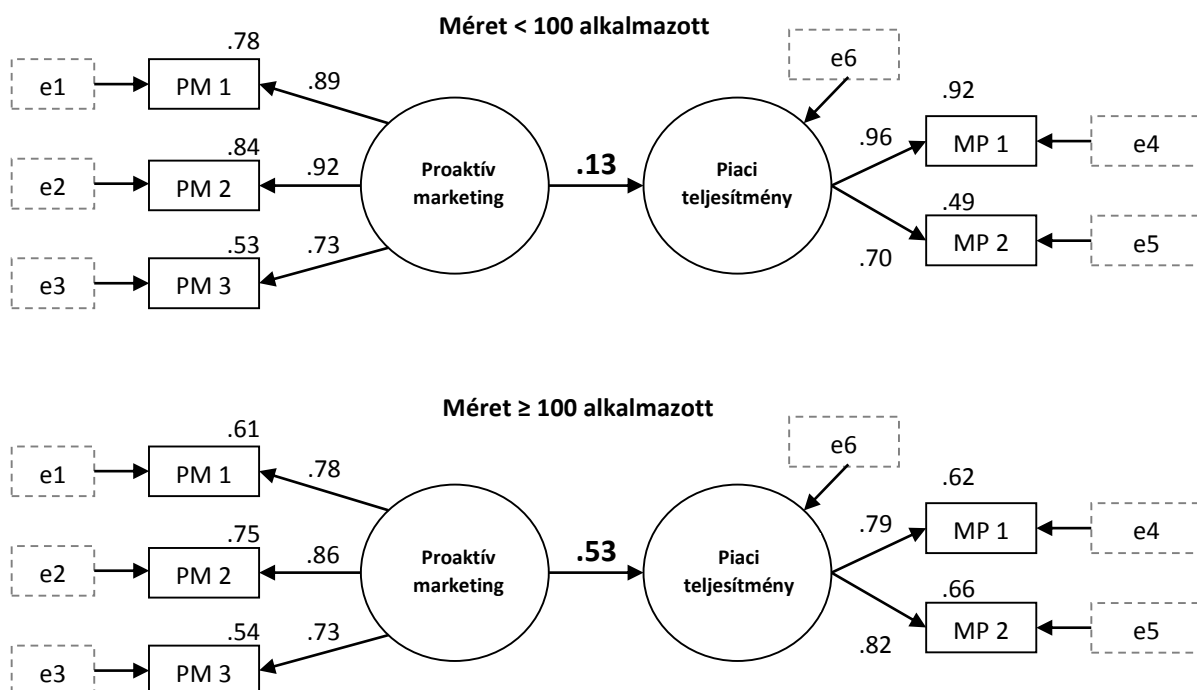 Méret < 100 alkalmazott
.78
e6
e1
PM 1
.89
.92
.96
MP 1
e4
.84
e2
PM 2
.92
Proaktív
marketing
.13
Piaci
teljesítmény
.49
.53
.73
.70
MP 2
e5
e3
PM 3
Méret ≥ 100 alkalmazott
.61
e6
e1
PM 1
.78
.62
.79
MP 1
e4
.75
e2
PM 2
.86
Proaktív
marketing
.53
Piaci
teljesítmény
.66
.54
.73
.82
MP 2
e5
e3
PM 3